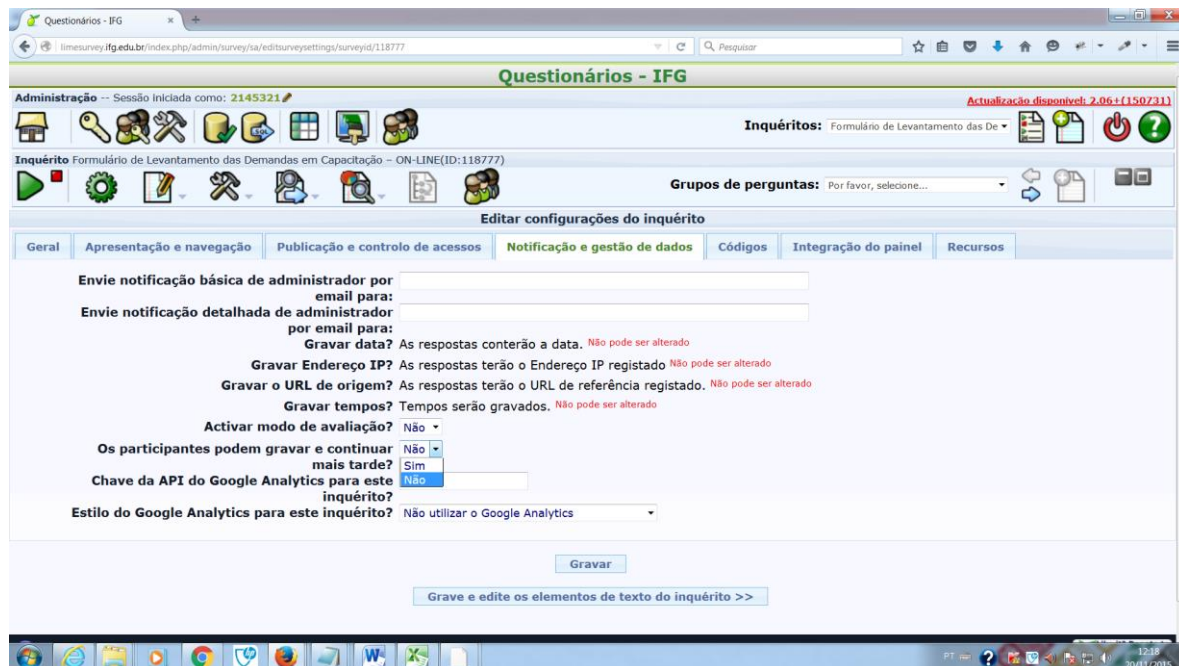 Questionários - IFG
limesurvey.ifg.edu.br/index.php/admin/survey/sa/editsurveysettings/surveyid/118777
Pesquisar
Questionários - IFG
Administração -- Sessão iniciada como: 2145321
Actualização disponível: 2.06+(150731)
Inquéritos: Formulário de Levantamento das De
Inquérito Formulário de Levantamento das Demandas em Capacitação – ON-LINE(ID:118777)
Grupos de perguntas: Por favor, selecione...
Editar configurações do inquérito
Geral Apresentação e navegação Publicação e controlo de acessos Notificação e gestão de dados Códigos Integração do painel Recursos
Envie notificação básica de administrador por
email para:
Envie notificação detalhada de administrador
por email para:
Gravar data? As respostas conterão a data. Não pode ser alterado
Gravar Endereço IP? As respostas terão o Endereço IP registado Não pode ser alterado
Gravar o URL de origem? As respostas terão o URL de referência registado. Não pode ser alterado
Gravar tempos? Tempos serão gravados. Não pode ser alterado
Activar modo de avaliação? Não
Os participantes podem gravar e continuar Não
mais tarde? Sim
Chave da API do Google Analytics para este Não
inquérito?
Estilo do Google Analytics para este inquérito? Não utilizar o Google Analytics
Gravar
Grave e edite os elementos de texto do inquérito >>
PT
12:18
30/11/2015